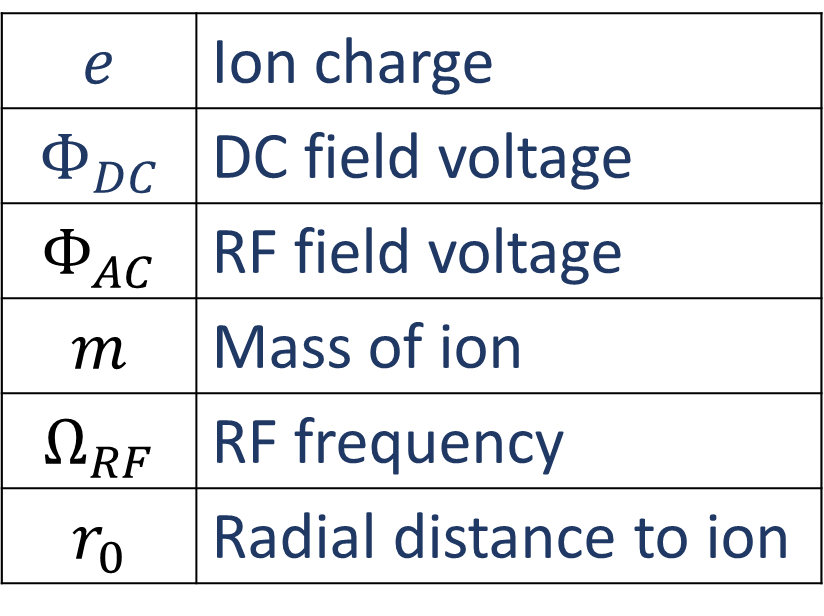 e Ion charge
Φ_DC DC field voltage
Φ_AC RF field voltage
m Mass of ion
Ω_RF RF frequency
r_0 Radial distance to ion